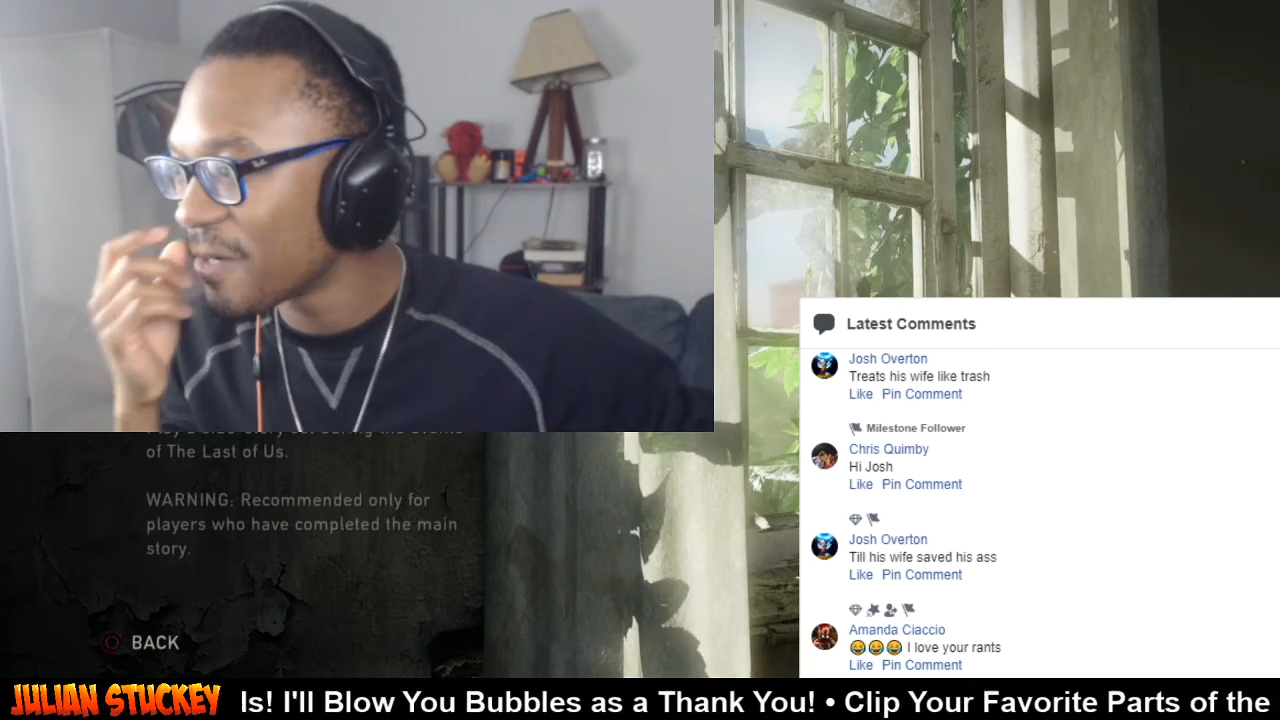 Latest Comments
Josh Overton
Treats his wife like trash
Like Pin Comment
Milestone Follower
Chris Quimby
Hi Josh
Like Pin Comment
Josh Overton
Till his wife saved his ass
Like Pin Comment
Amanda Ciaccio
😂😂😂 I love your rants
Like Pin Comment
of The Last of Us.
WARNING: Recommended only for
players who have completed the main
story.
BACK
JULIAN STUCKEY
ls! I'll Blow You Bubbles as a Thank You! • Clip Your Favorite Parts of the